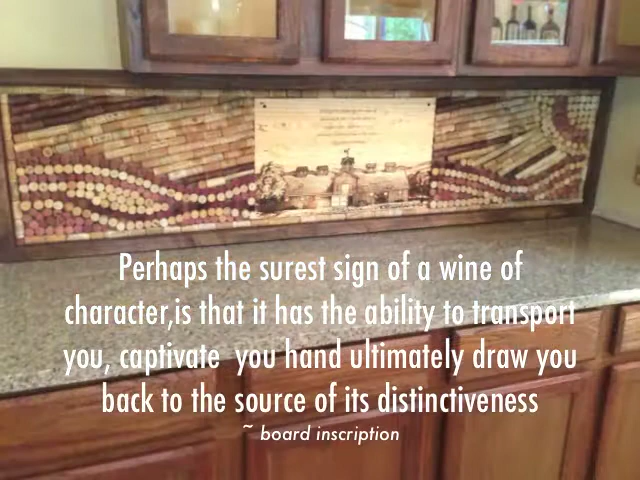 Perhaps the surest sign of a wine of
character,is that it has the ability to transport
you, captivate you hand ultimately draw you
back to the source of its distinctiveness
~ board inscription